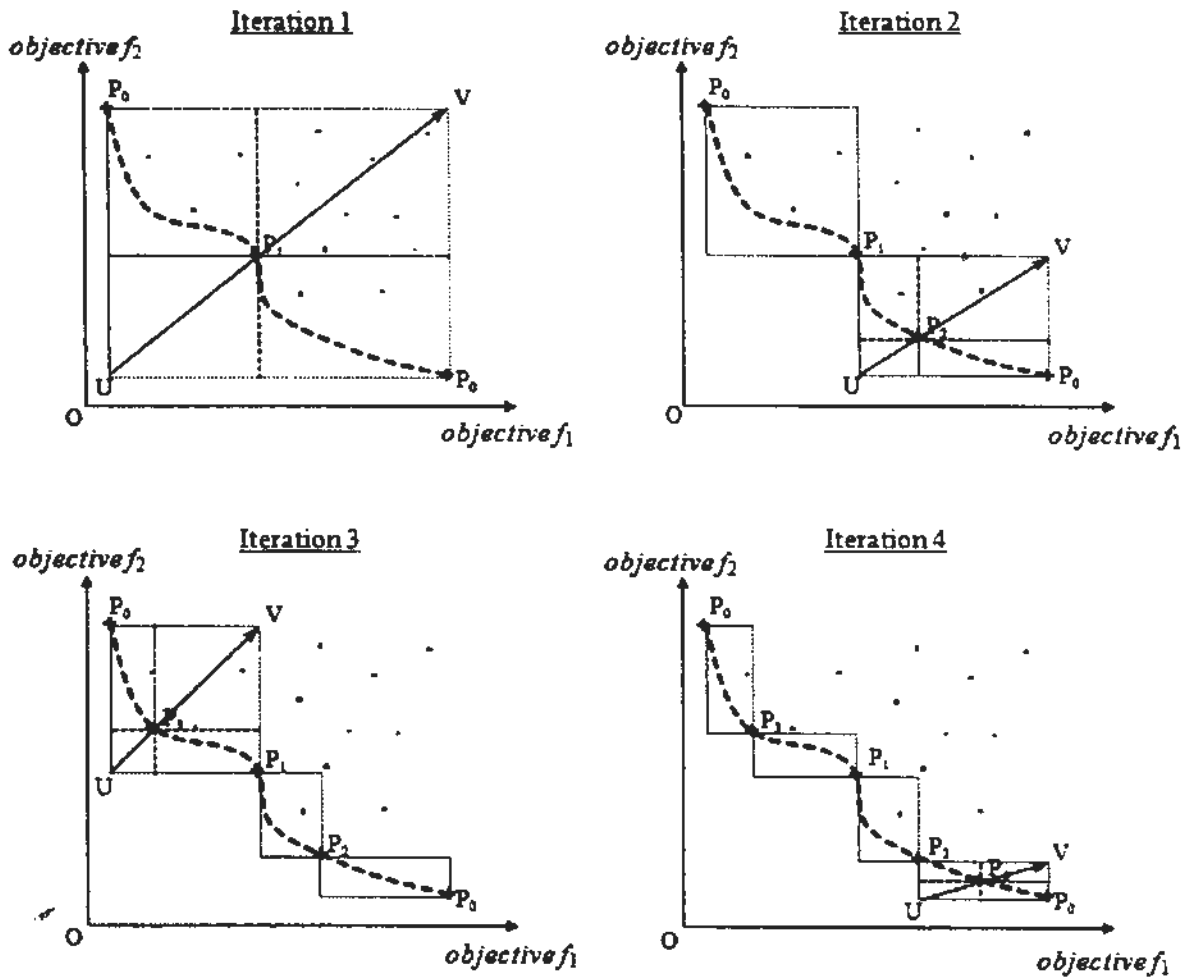 Iteration 1
objective f₂
P₀
V
P₁
U
P₀
O
objective f₁
Iteration 2
objective f₂
P₀
P₁
V
P₂
U
P₀
O
objective f₁
Iteration 3
objective f₂
P₀
V
U
P₁
P₂
P₀
O
objective f₁
Iteration 4
objective f₂
P₀
P₃
P₁
P₂
V
U
P₀
O
objective f₁